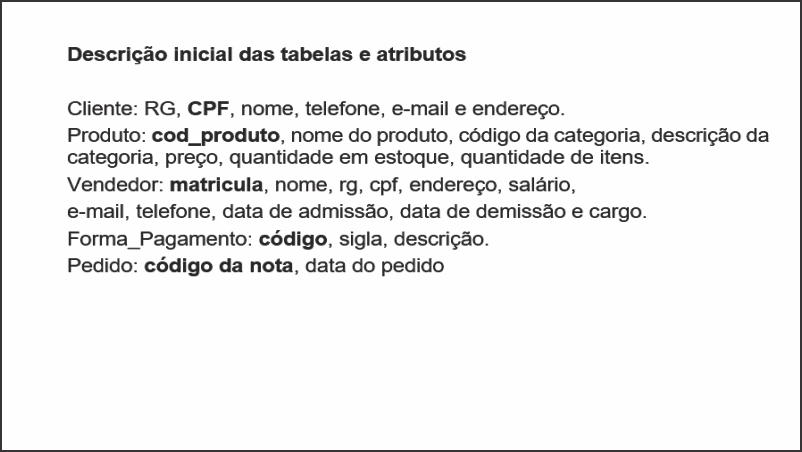 Descrição inicial das tabelas e atributos
Cliente: RG, CPF, nome, telefone, e-mail e endereço.
Produto: cod_produto, nome do produto, código da categoria, descrição da
categoria, preço, quantidade em estoque, quantidade de itens.
Vendedor: matricula, nome, rg, cpf, endereço, salário,
e-mail, telefone, data de admissão, data de demissão e cargo.
Forma_Pagamento: código, sigla, descrição.
Pedido: código da nota, data do pedido